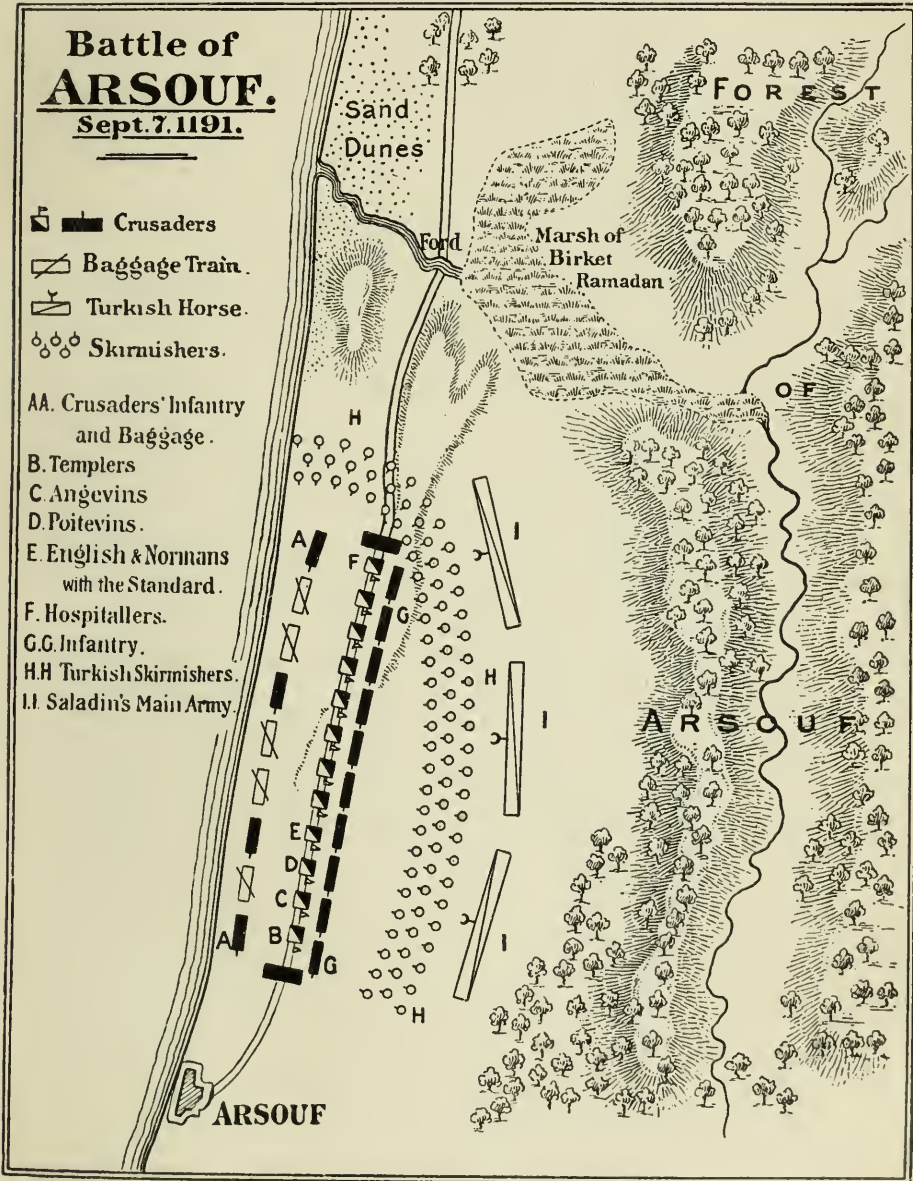 Battle of
ARSOUF.
Sept. 7, 1191.
Crusaders
Baggage Train.
Turkish Horse.
Skirmishers.
AA. Crusaders' Infantry
and Baggage.
B. Templers
C. Angevins
D. Poitevins.
E. English & Normans
with the Standard.
F. Hospitallers.
G.G. Infantry.
H.H Turkish Skirmishers.
I.I. Saladin's Main Army.
Sand
Dunes
FOREST
Ford
Marsh of
Birket
Ramadan
OF
H
A
F
I
G
H
I
ARSOUF
E
D
C
B
A
G
I
H
ARSOUF